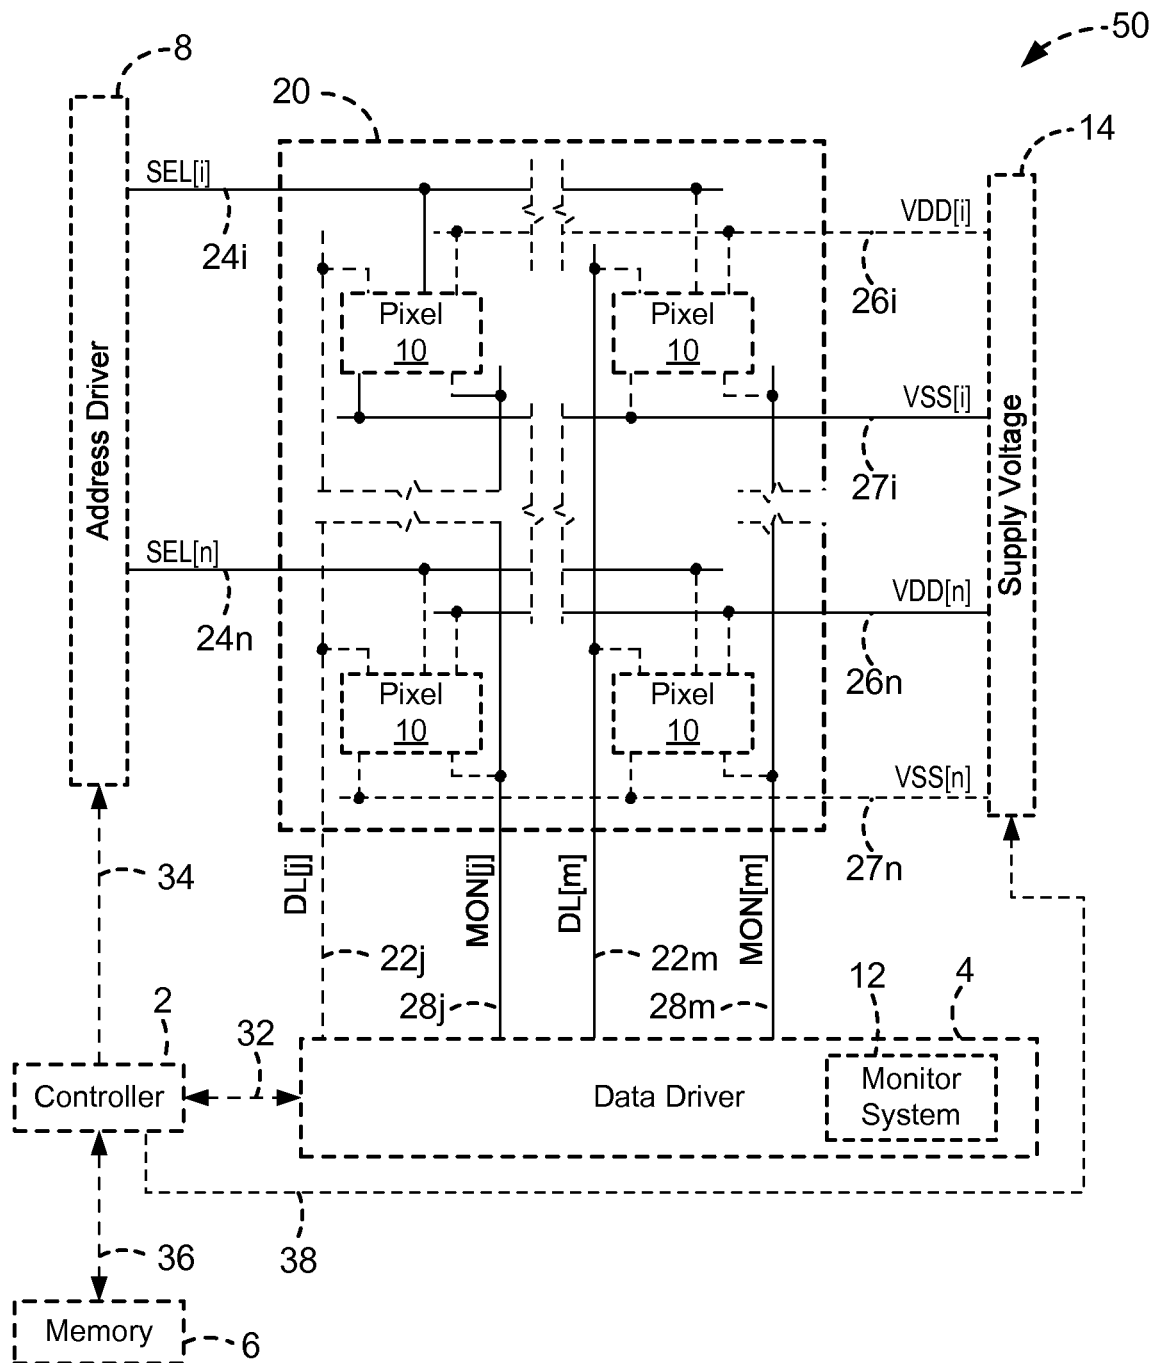 50
8
20
14
SEL[i]
VDD[i]
24i
26i
Pixel
10
Pixel
10
Address Driver
VSS[i]
Supply Voltage
27i
SEL[n]
VDD[n]
24n
26n
Pixel
10
Pixel
10
VSS[n]
27n
34
DL[j]
MON[j]
DL[m]
MON[m]
22j
22m
12
4
28j
28m
2
32
Controller
Data Driver
Monitor
System
36
38
Memory
6